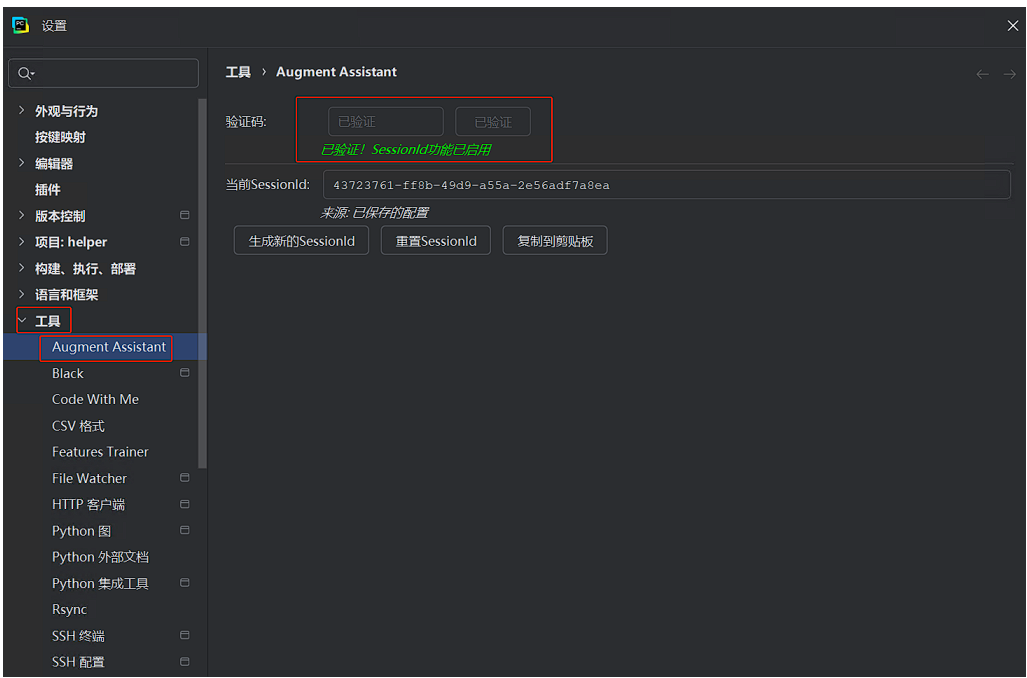 设置
工具 › Augment Assistant
外观与行为
按键映射
编辑器
插件
版本控制
项目: helper
构建、执行、部署
语言和框架
工具
Augment Assistant
Black
Code With Me
CSV 格式
Features Trainer
File Watcher
HTTP 客户端
Python 图
Python 外部文档
Python 集成工具
Rsync
SSH 终端
SSH 配置
验证码: 已验证 已验证
已验证！SessionId功能已启用
当前SessionId: 43723761-ff8b-49d9-a55a-2e56adf7a8ea
来源: 已保存的配置
生成新的SessionId 重置SessionId 复制到剪贴板